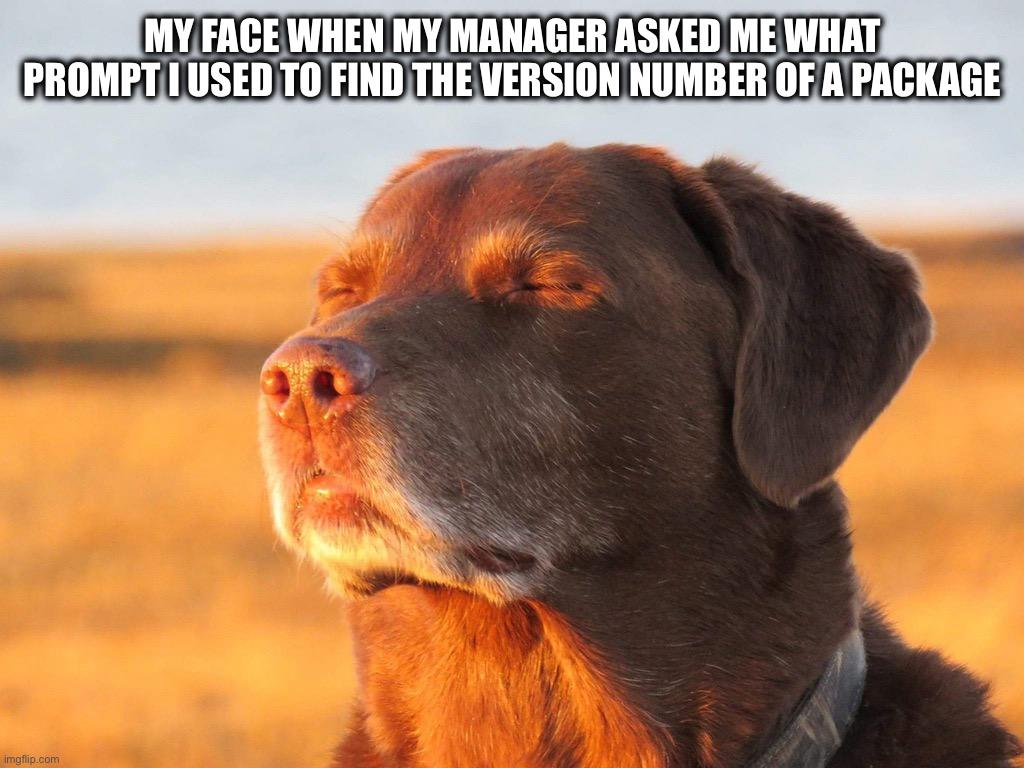 MY FACE WHEN MY MANAGER ASKED ME WHAT
PROMPT I USED TO FIND THE VERSION NUMBER OF A PACKAGE
imgflip.com